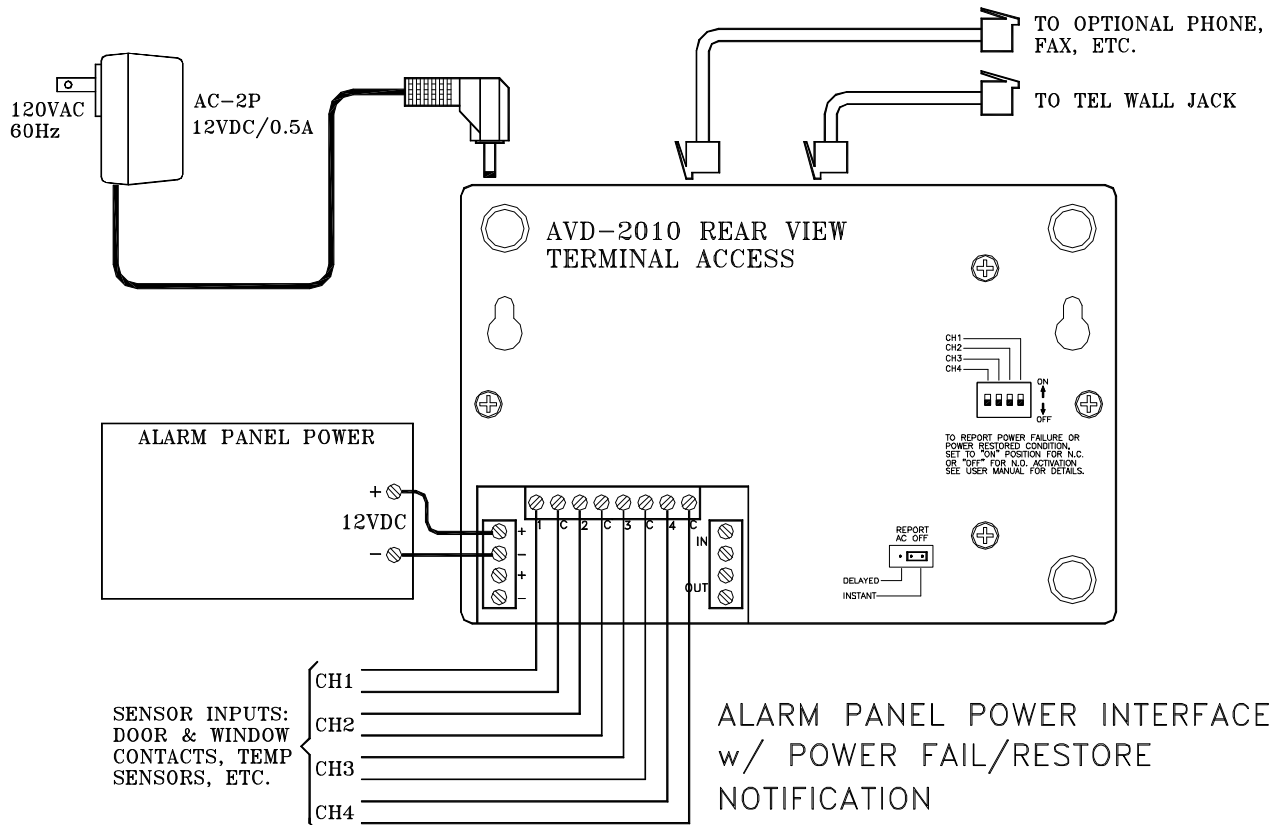 TO OPTIONAL PHONE,
FAX, ETC.
TO TEL WALL JACK
120VAC
60Hz
AC-2P
12VDC/0.5A
AVD-2010 REAR VIEW
TERMINAL ACCESS
CH1
CH2
CH3
CH4
ON
OFF
TO REPORT POWER FAILURE OR
POWER RESTORED CONDITION,
SET TO "ON" POSITION FOR N.C.
OR "OFF" FOR N.O. ACTIVATION
SEE USER MANUAL FOR DETAILS.
ALARM PANEL POWER
+
12VDC
-
+
-
+
-
1 C 2 C 3 C 4 C
IN
OUT
REPORT
AC OFF
DELAYED
INSTANT
SENSOR INPUTS:
DOOR & WINDOW
CONTACTS, TEMP
SENSORS, ETC.
CH1
CH2
CH3
CH4
ALARM PANEL POWER INTERFACE
w/ POWER FAIL/RESTORE
NOTIFICATION